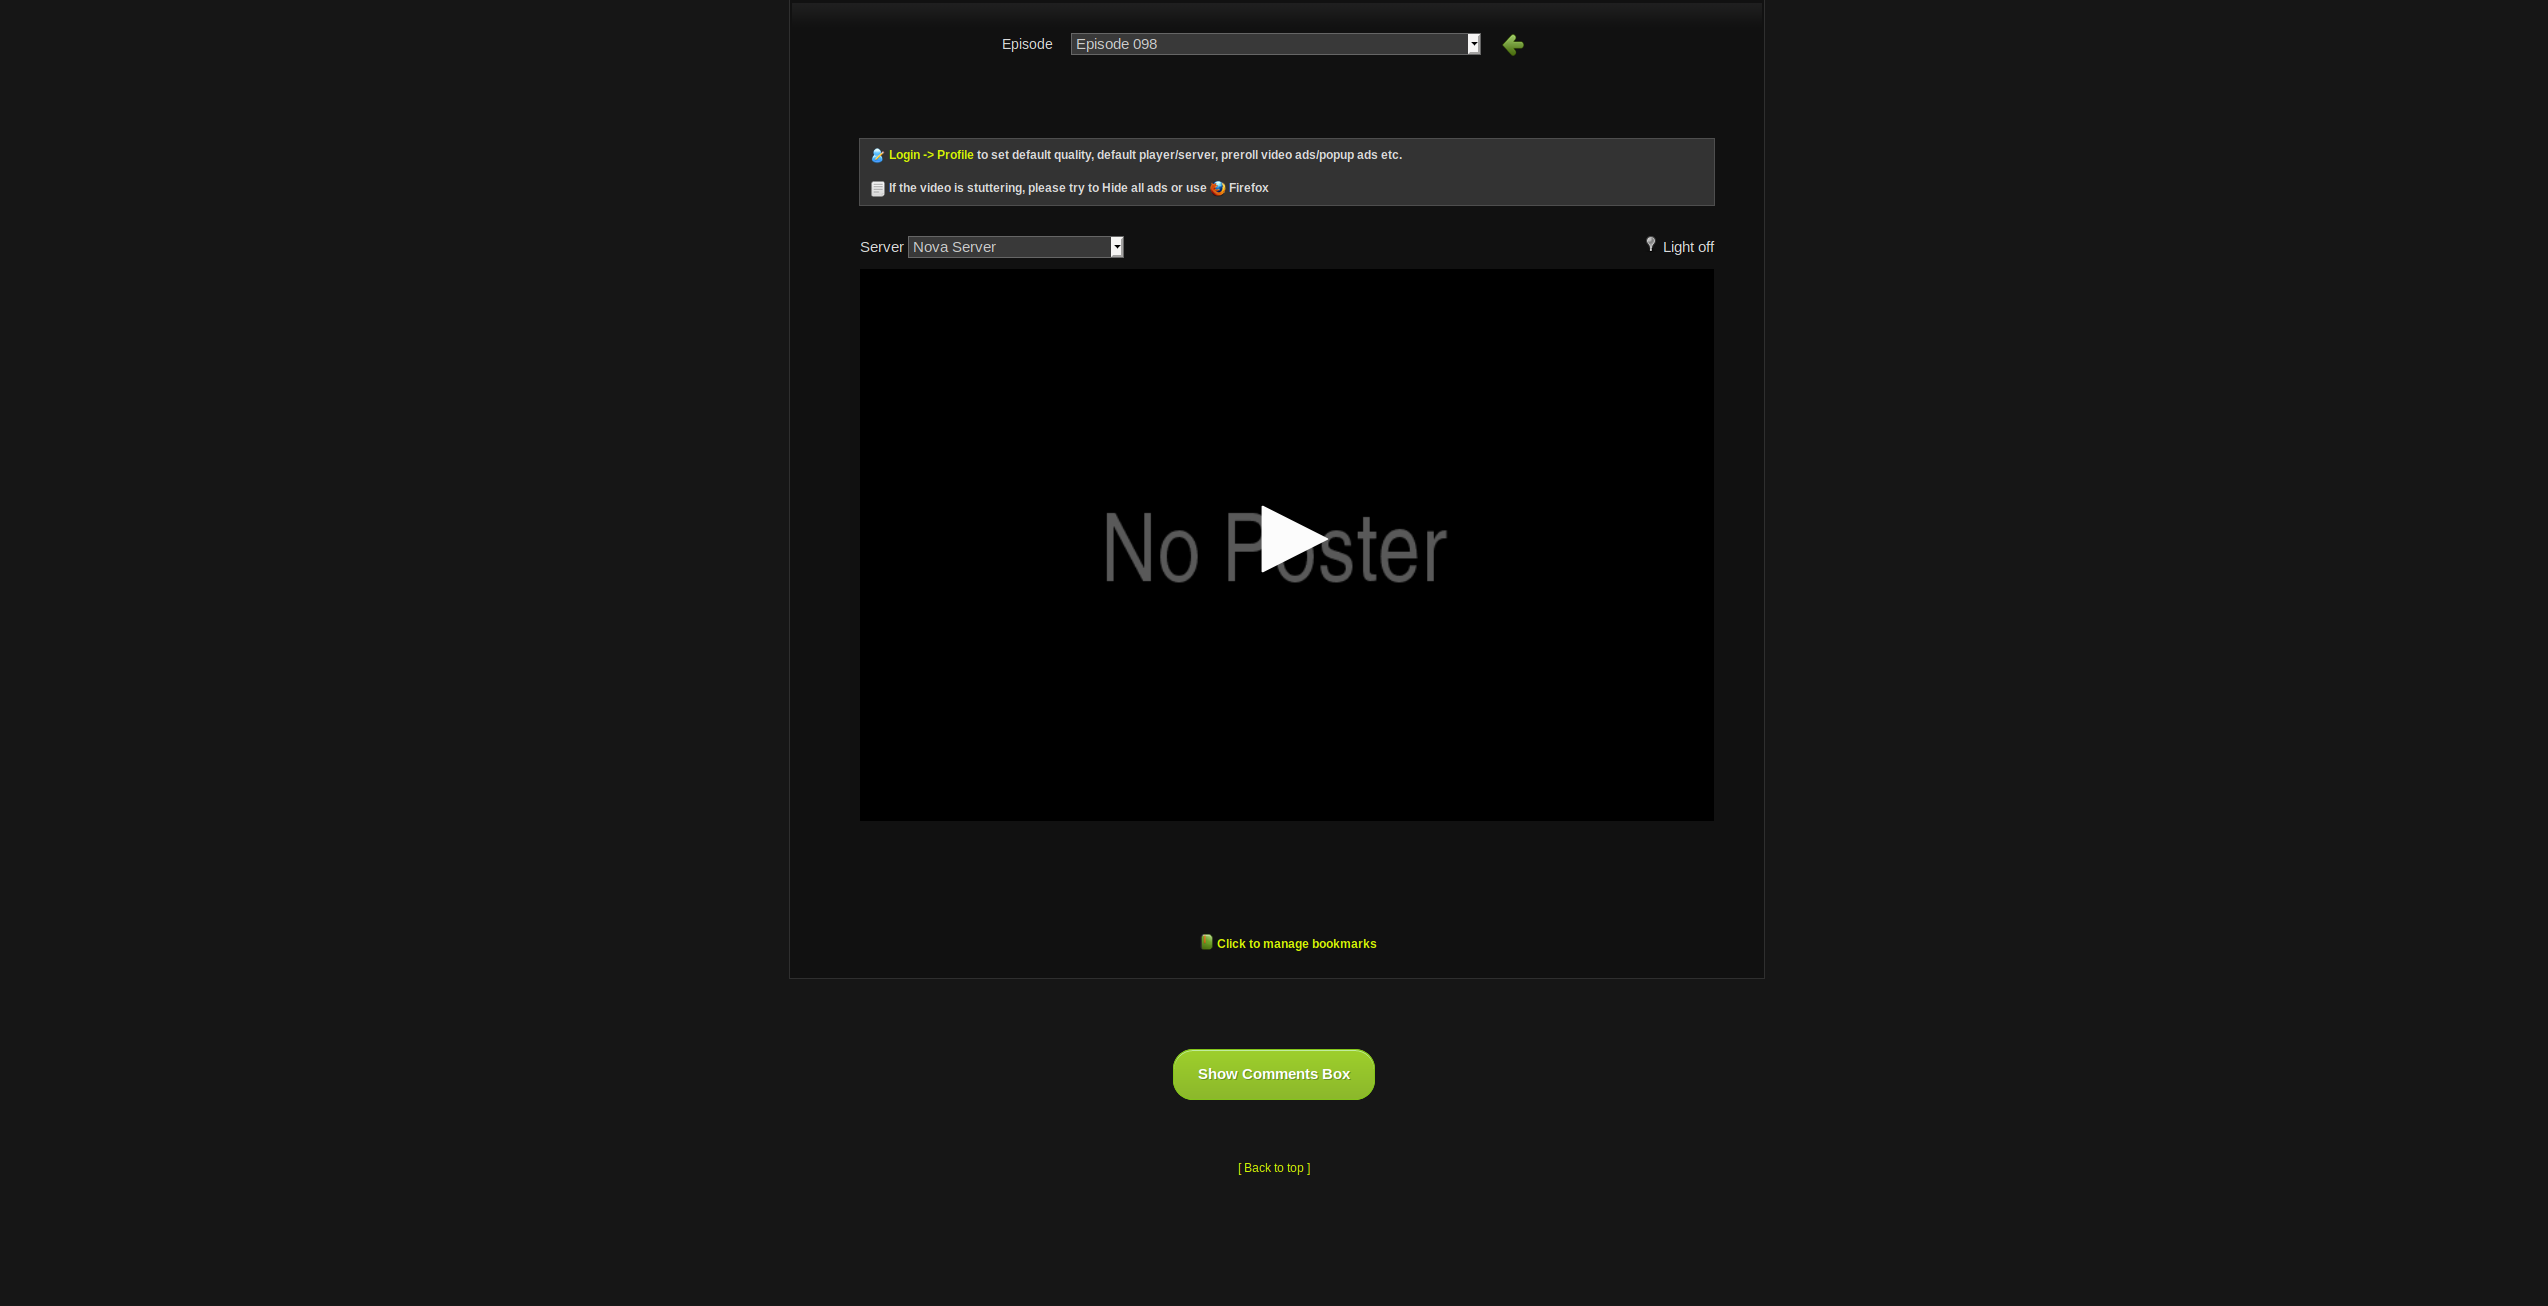 Episode Episode 098
Login -> Profile to set default quality, default player/server, preroll video ads/popup ads etc.
If the video is stuttering, please try to Hide all ads or use Firefox
Server Nova Server Light off
No Poster
Click to manage bookmarks
Show Comments Box
[ Back to top ]